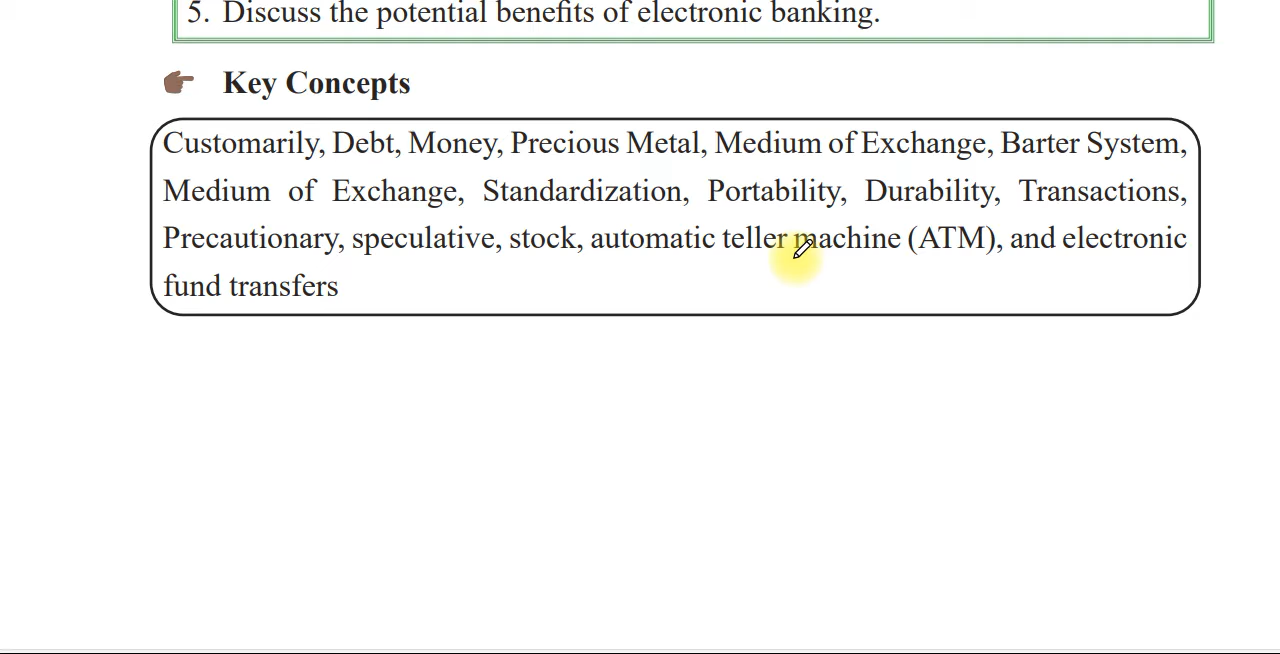 5. Discuss the potential benefits of electronic banking.
Key Concepts
Customarily, Debt, Money, Precious Metal, Medium of Exchange, Barter System,
Medium of Exchange, Standardization, Portability, Durability, Transactions,
Precautionary, speculative, stock, automatic teller machine (ATM), and electronic
fund transfers